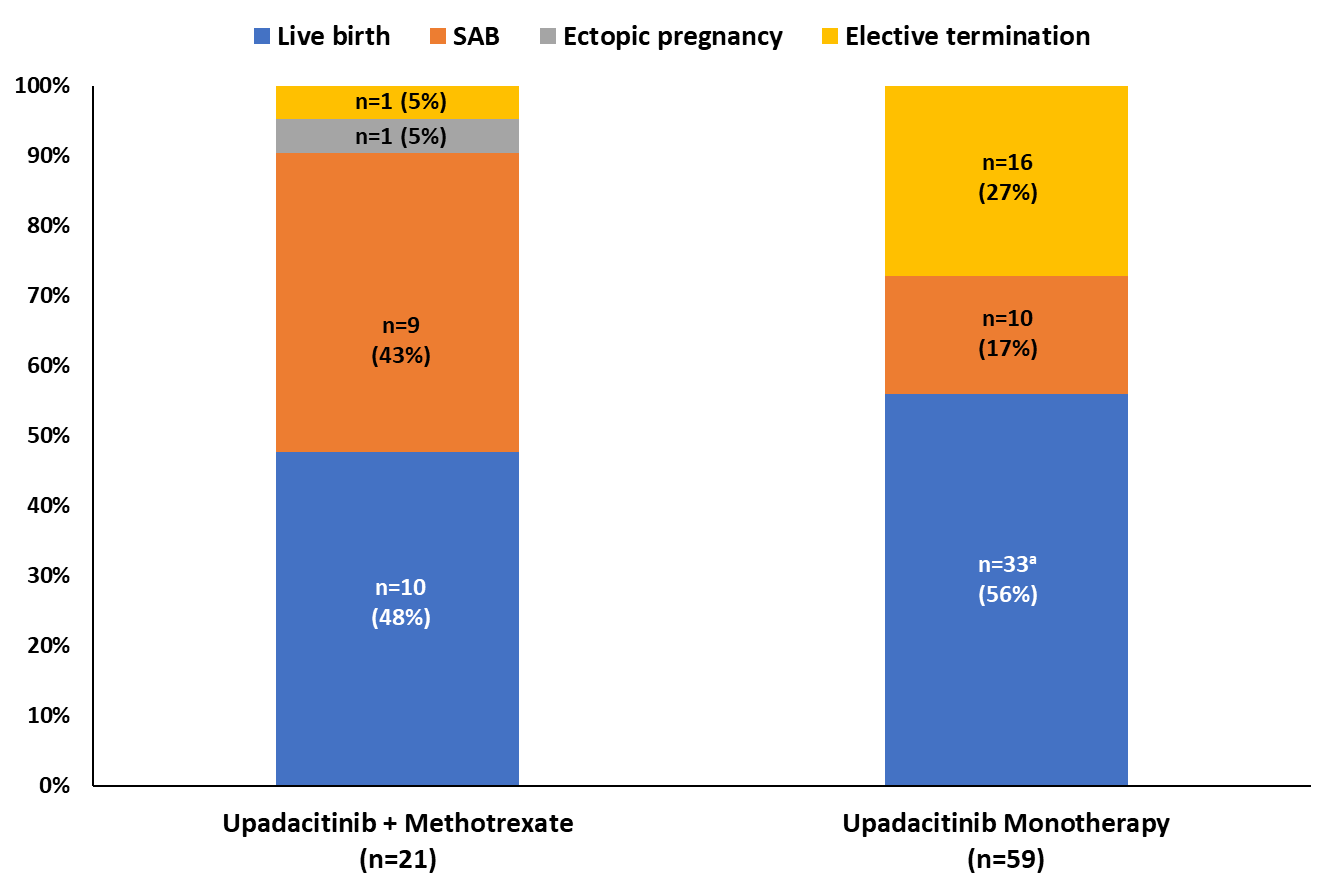 Live birth SAB Ectopic pregnancy Elective termination
100%
90%
80%
70%
60%
50%
40%
30%
20%
10%
0%
n=1 (5%)
n=1 (5%)
n=9
(43%)
n=10
(48%)
n=16
(27%)
n=10
(17%)
n=33ª
(56%)
Upadacitinib + Methotrexate
(n=21)
Upadacitinib Monotherapy
(n=59)